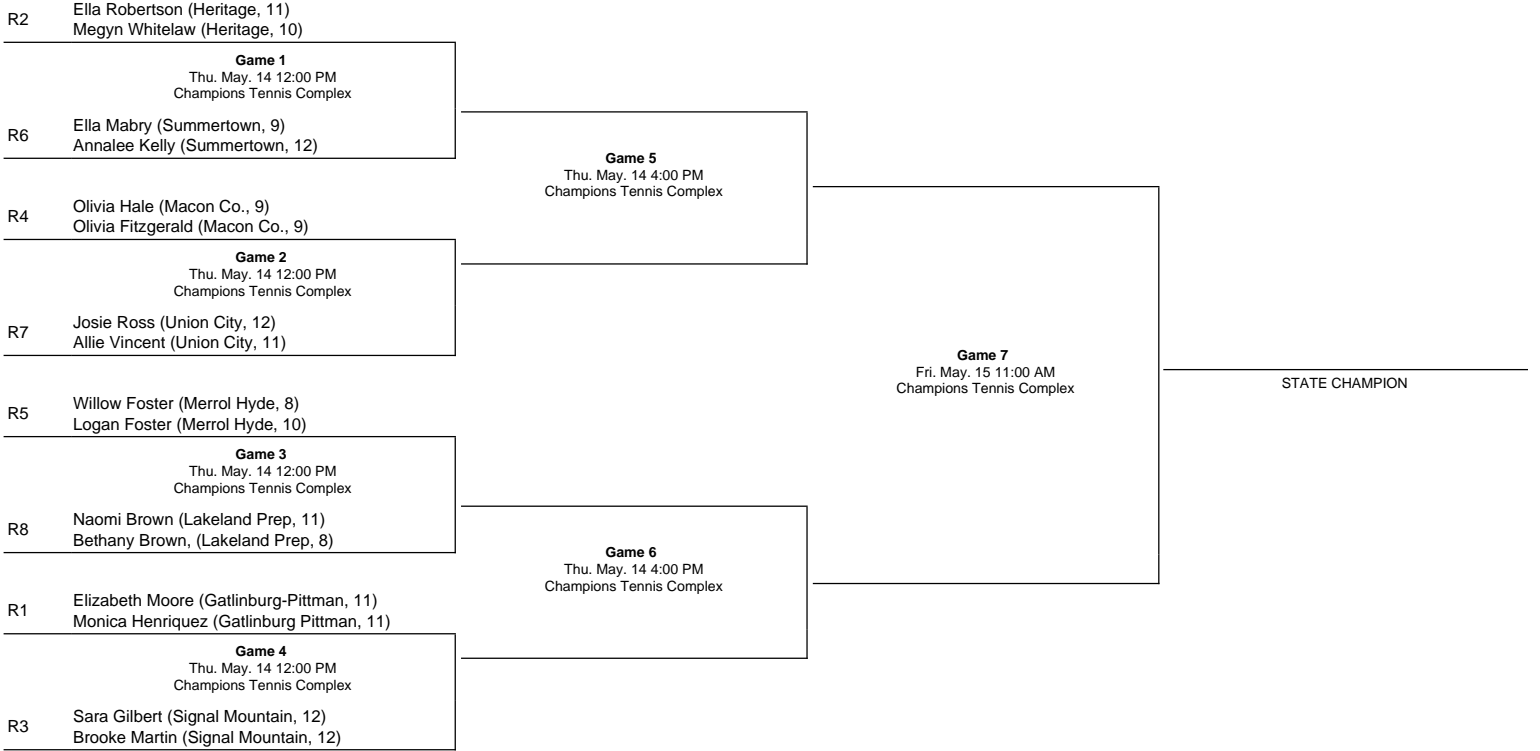 R2
Ella Robertson (Heritage, 11)
Megyn Whitelaw (Heritage, 10)
Game 1
Thu. May. 14 12:00 PM
Champions Tennis Complex
R6
Ella Mabry (Summertown, 9)
Annalee Kelly (Summertown, 12)
Game 5
Thu. May. 14 4:00 PM
Champions Tennis Complex
R4
Olivia Hale (Macon Co., 9)
Olivia Fitzgerald (Macon Co., 9)
Game 2
Thu. May. 14 12:00 PM
Champions Tennis Complex
R7
Josie Ross (Union City, 12)
Allie Vincent (Union City, 11)
Game 7
Fri. May. 15 11:00 AM
Champions Tennis Complex
STATE CHAMPION
R5
Willow Foster (Merrol Hyde, 8)
Logan Foster (Merrol Hyde, 10)
Game 3
Thu. May. 14 12:00 PM
Champions Tennis Complex
R8
Naomi Brown (Lakeland Prep, 11)
Bethany Brown, (Lakeland Prep, 8)
Game 6
Thu. May. 14 4:00 PM
Champions Tennis Complex
R1
Elizabeth Moore (Gatlinburg-Pittman, 11)
Monica Henriquez (Gatlinburg Pittman, 11)
Game 4
Thu. May. 14 12:00 PM
Champions Tennis Complex
R3
Sara Gilbert (Signal Mountain, 12)
Brooke Martin (Signal Mountain, 12)